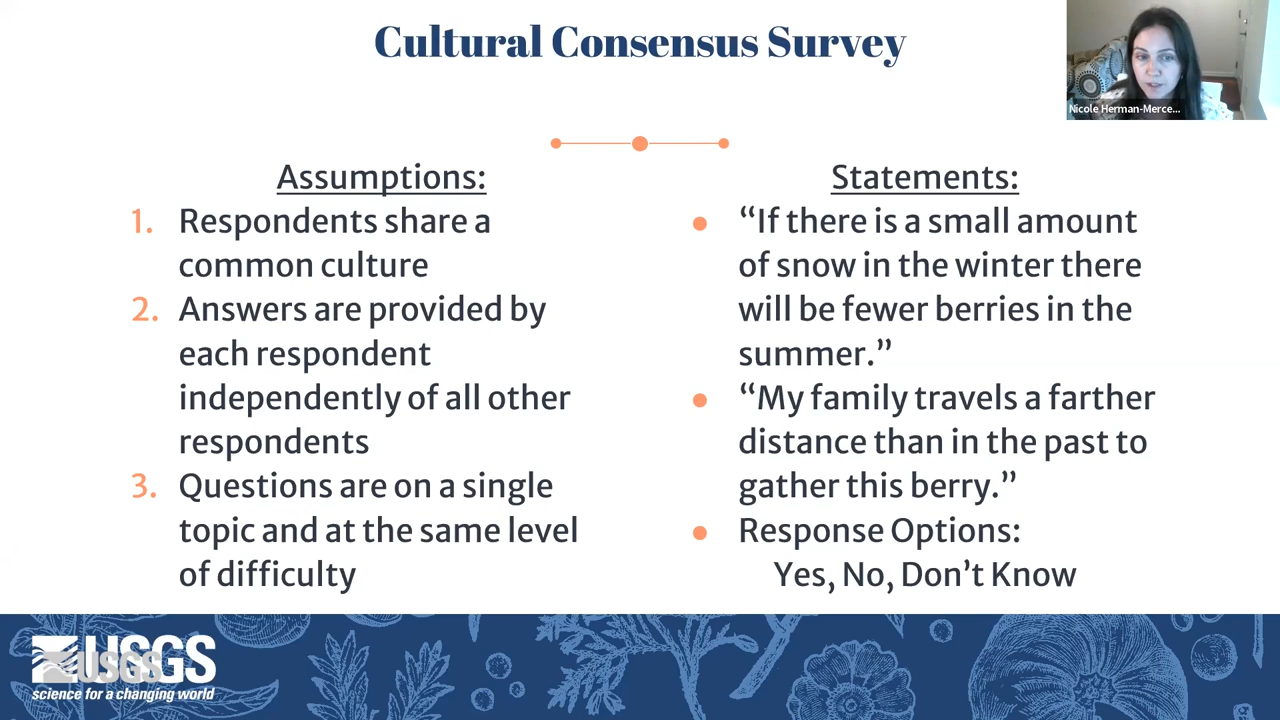 Cultural Consensus Survey
Nicole Herman-Merce...
Assumptions:
1. Respondents share a
common culture
2. Answers are provided by
each respondent
independently of all other
respondents
3. Questions are on a single
topic and at the same level
of difficulty
Statements:
● “If there is a small amount
of snow in the winter there
will be fewer berries in the
summer.”
● “My family travels a farther
distance than in the past to
gather this berry.”
● Response Options:
Yes, No, Don’t Know
USGS
USGS
science for a changing world